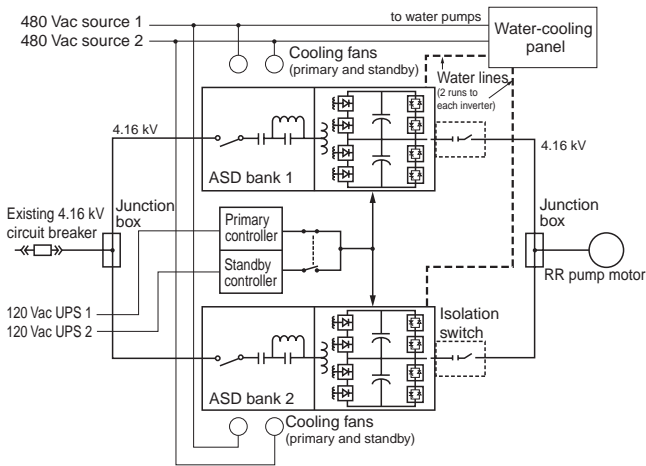 480 Vac source 1
480 Vac source 2
to water pumps
Water-cooling
panel
Cooling fans
(primary and standby)
Water lines
(2 runs to
each inverter)
4.16 kV
ASD bank 1
4.16 kV
Existing 4.16 kV
circuit breaker
Junction
box
Primary
controller
Standby
controller
Junction
box
RR pump motor
120 Vac UPS 1
120 Vac UPS 2
Isolation
switch
ASD bank 2
Cooling fans
(primary and standby)